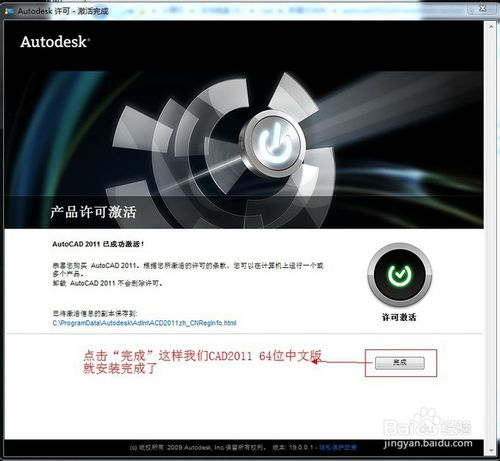 Autodesk 许可 - 激活完成
Autodesk®
产品许可激活
AutoCAD 2011 已成功激活！
恭喜您购买 AutoCAD 2011。根据您所激活的许可的条款，您可以在计算机上运行一个或
多个产品。
卸载 AutoCAD 2011 不会删除许可。
许可激活
已将激活信息的副本保存到:
C:\ProgramData\Autodesk\Adlm\ACD2011zh_CNRegInfo.html
点击“完成”这样我们CAD2011 64位中文版
就安装完成了
完成
Baidu经验
jingyan.baidu.com
(c) 版权所有 2009 Autodesk, Inc.保留所有权利。 版本: 19.0.0.1 - 隐私保护政策